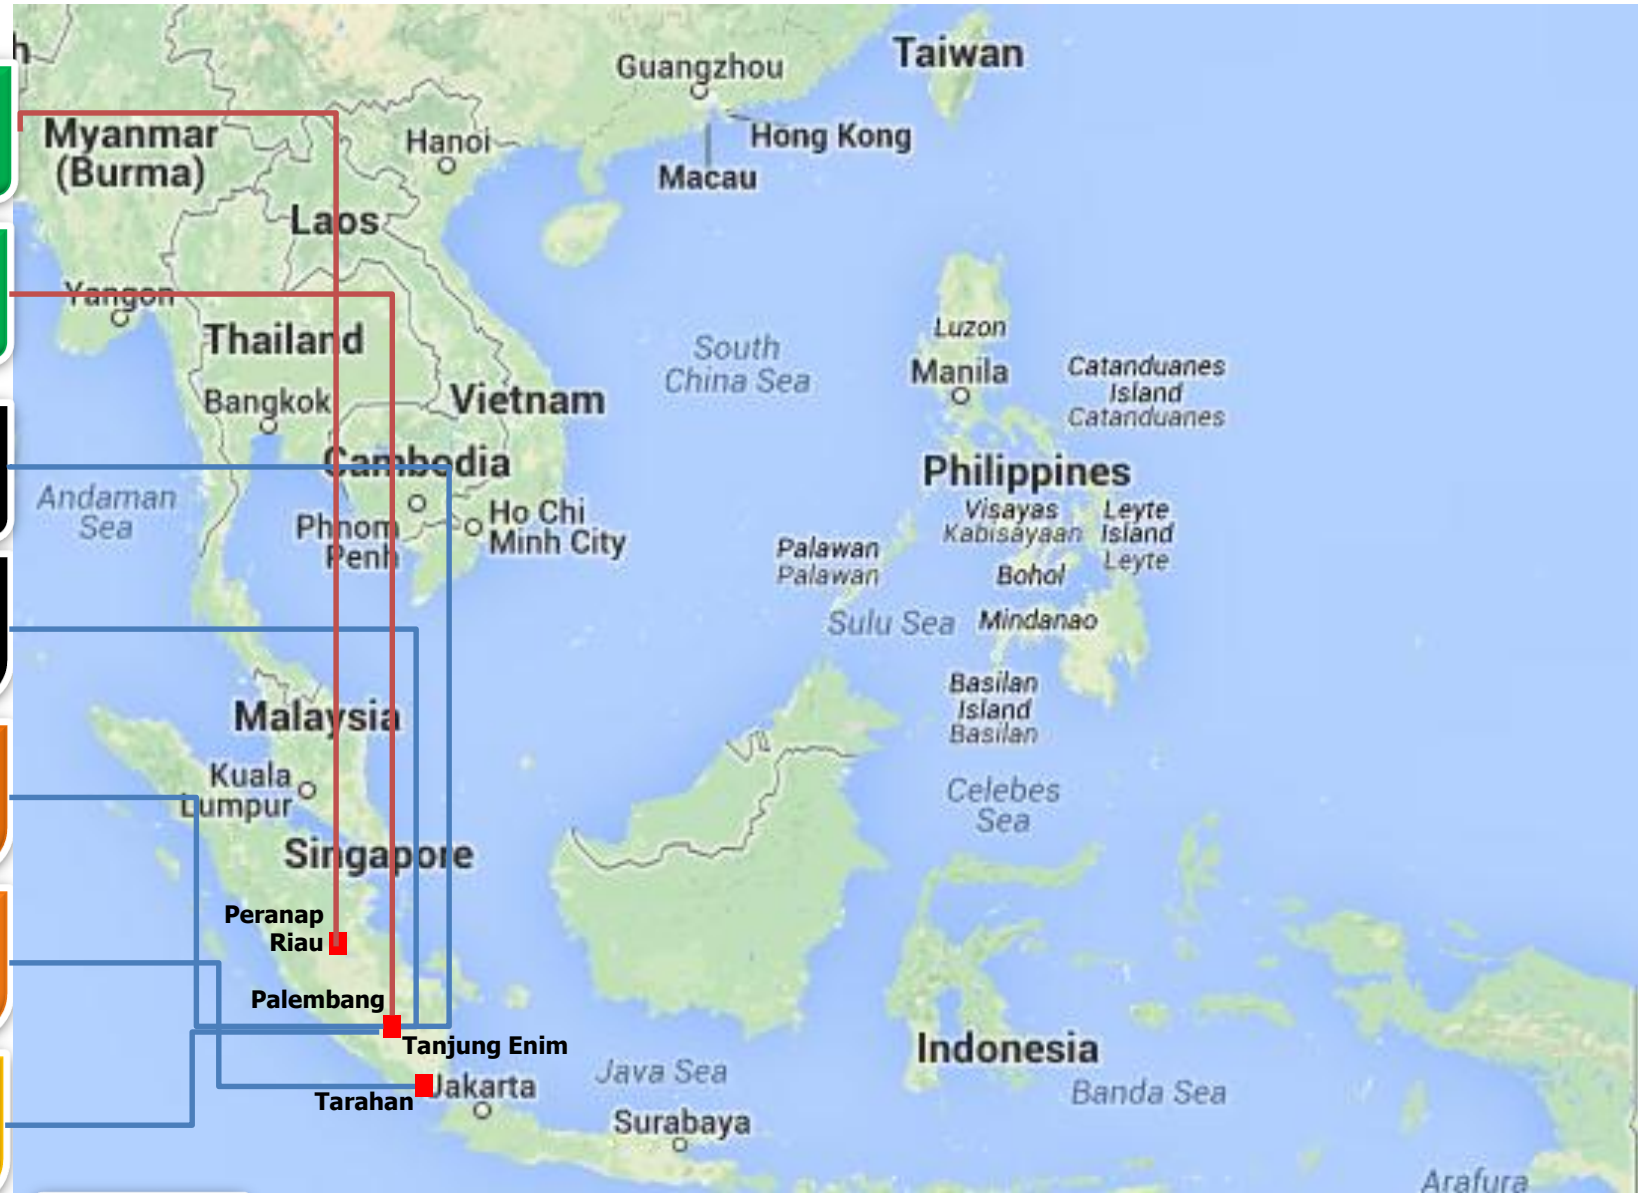 h
Taiwan
Guangzhou
Hong Kong
Macau
Myanmar
(Burma)
Hanoi
Laos
Yangon
Thailand
Bangkok
Vietnam
Cambodia
Phnom
Penh
Ho Chi
Minh City
Andaman
Sea
South
China Sea
Luzon
Manila
Catanduanes
Island
Catanduanes
Philippines
Visayas
Kabisayaan
Leyte
Island
Leyte
Palawan
Palawan
Bohol
Sulu Sea
Mindanao
Basilan
Island
Basilan
Malaysia
Kuala
Lumpur
Singapore
Celebes
Sea
Peranap
Riau
Palembang
Tanjung Enim
Tarahan
Jakarta
Java Sea
Surabaya
Indonesia
Banda Sea
Arafura